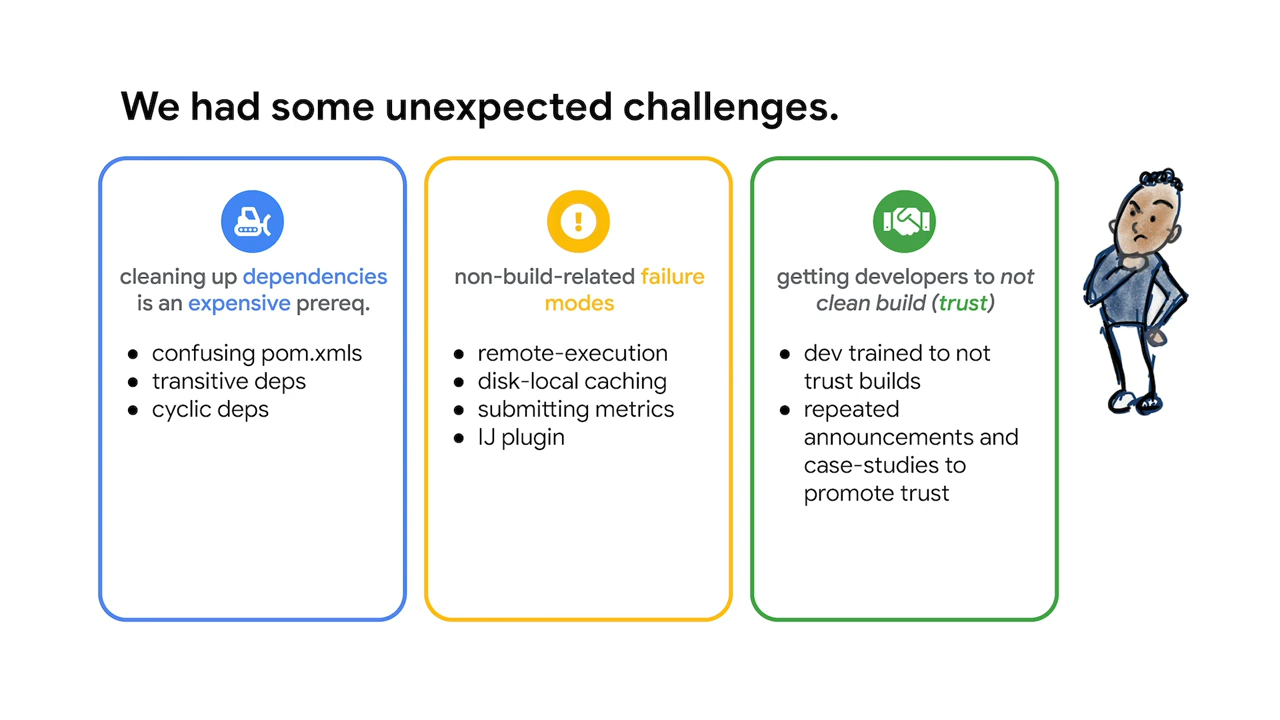 We had some unexpected challenges.
cleaning up dependencies
is an expensive prereq.
● confusing pom.xmls
● transitive deps
● cyclic deps
non-build-related failure
modes
● remote-execution
● disk-local caching
● submitting metrics
● IJ plugin
getting developers to not
clean build (trust)
● dev trained to not
trust builds
● repeated
announcements and
case-studies to
promote trust